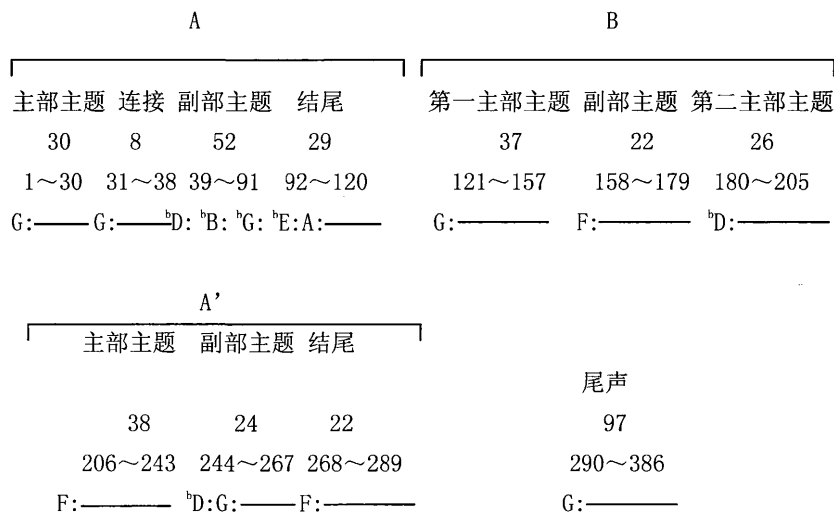 A B
主部主题 连接 副部主题 结尾 第一主部主题 副部主题 第二主部主题
30 8 52 29 37 22 26
1～30 31～38 39～91 92～120 121～157 158～179 180～205
G: G: ᵇD: ᵇB: ᵇG: ᵇE:A: G: F: ᵇD:
A’
主部主题 副部主题 结尾
尾声
38 24 22 97
206～243 244～267 268～289 290～386
F: ᵇD:G: F: G: